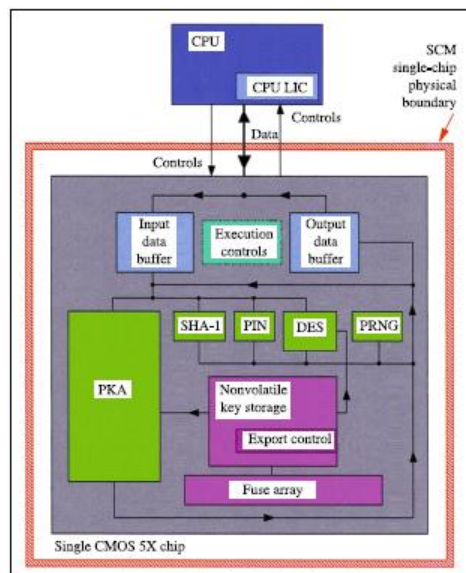 CPU
CPU LIC
SCM
single-chip
physical
boundary
Data
Controls
Controls
Input
data
buffer
Execution
controls
Output
data
buffer
SHA-1
PIN
DES
PRNG
PKA
Nonvolatile
key storage
Export control
Fuse array
Single CMOS 5X chip